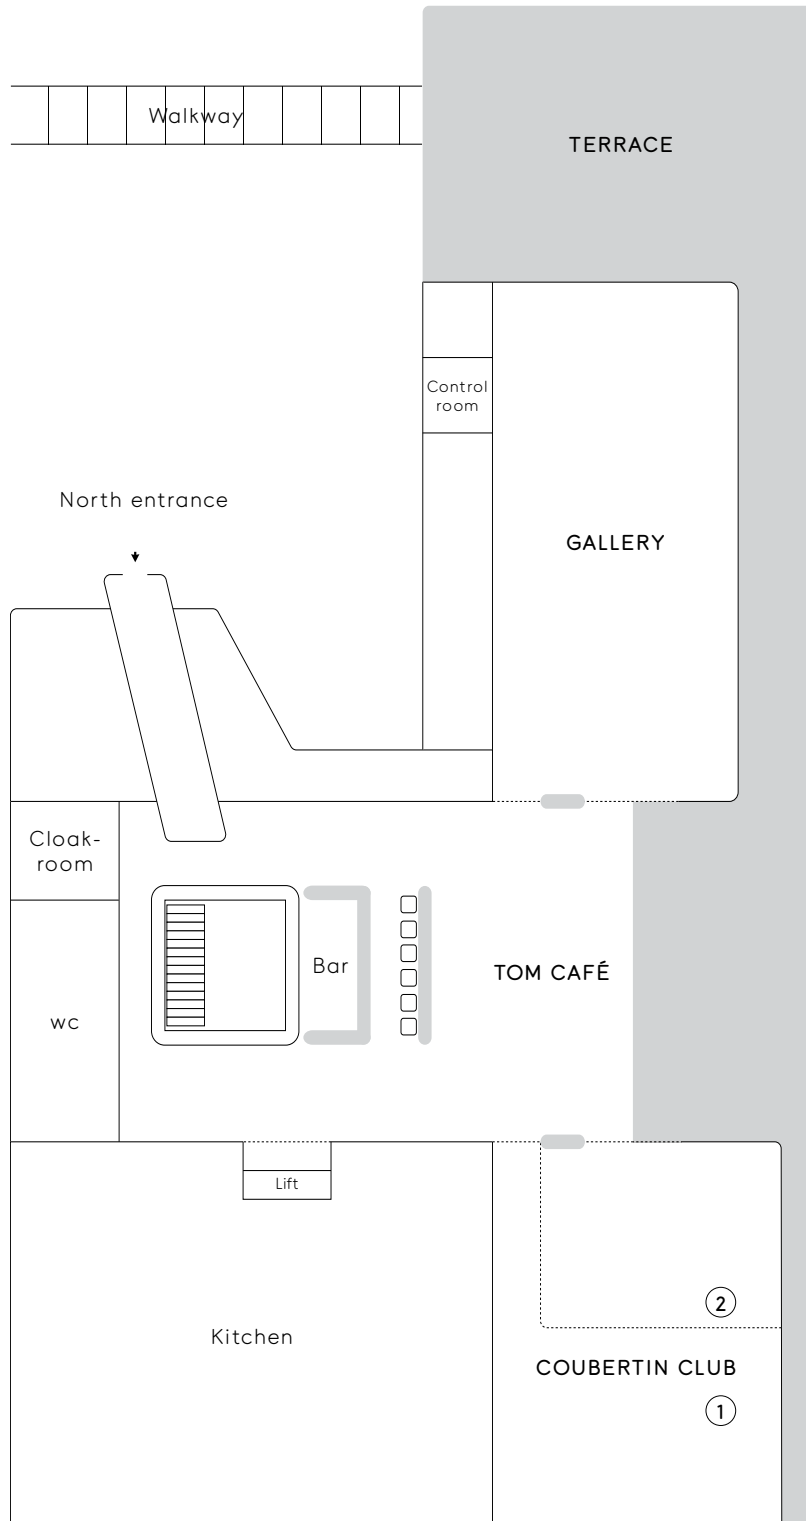 Walkway
TERRACE
Control
room
North entrance
GALLERY
Cloak-
room
Bar
TOM CAFÉ
WC
Lift
2
Kitchen
COUBERTIN CLUB
1